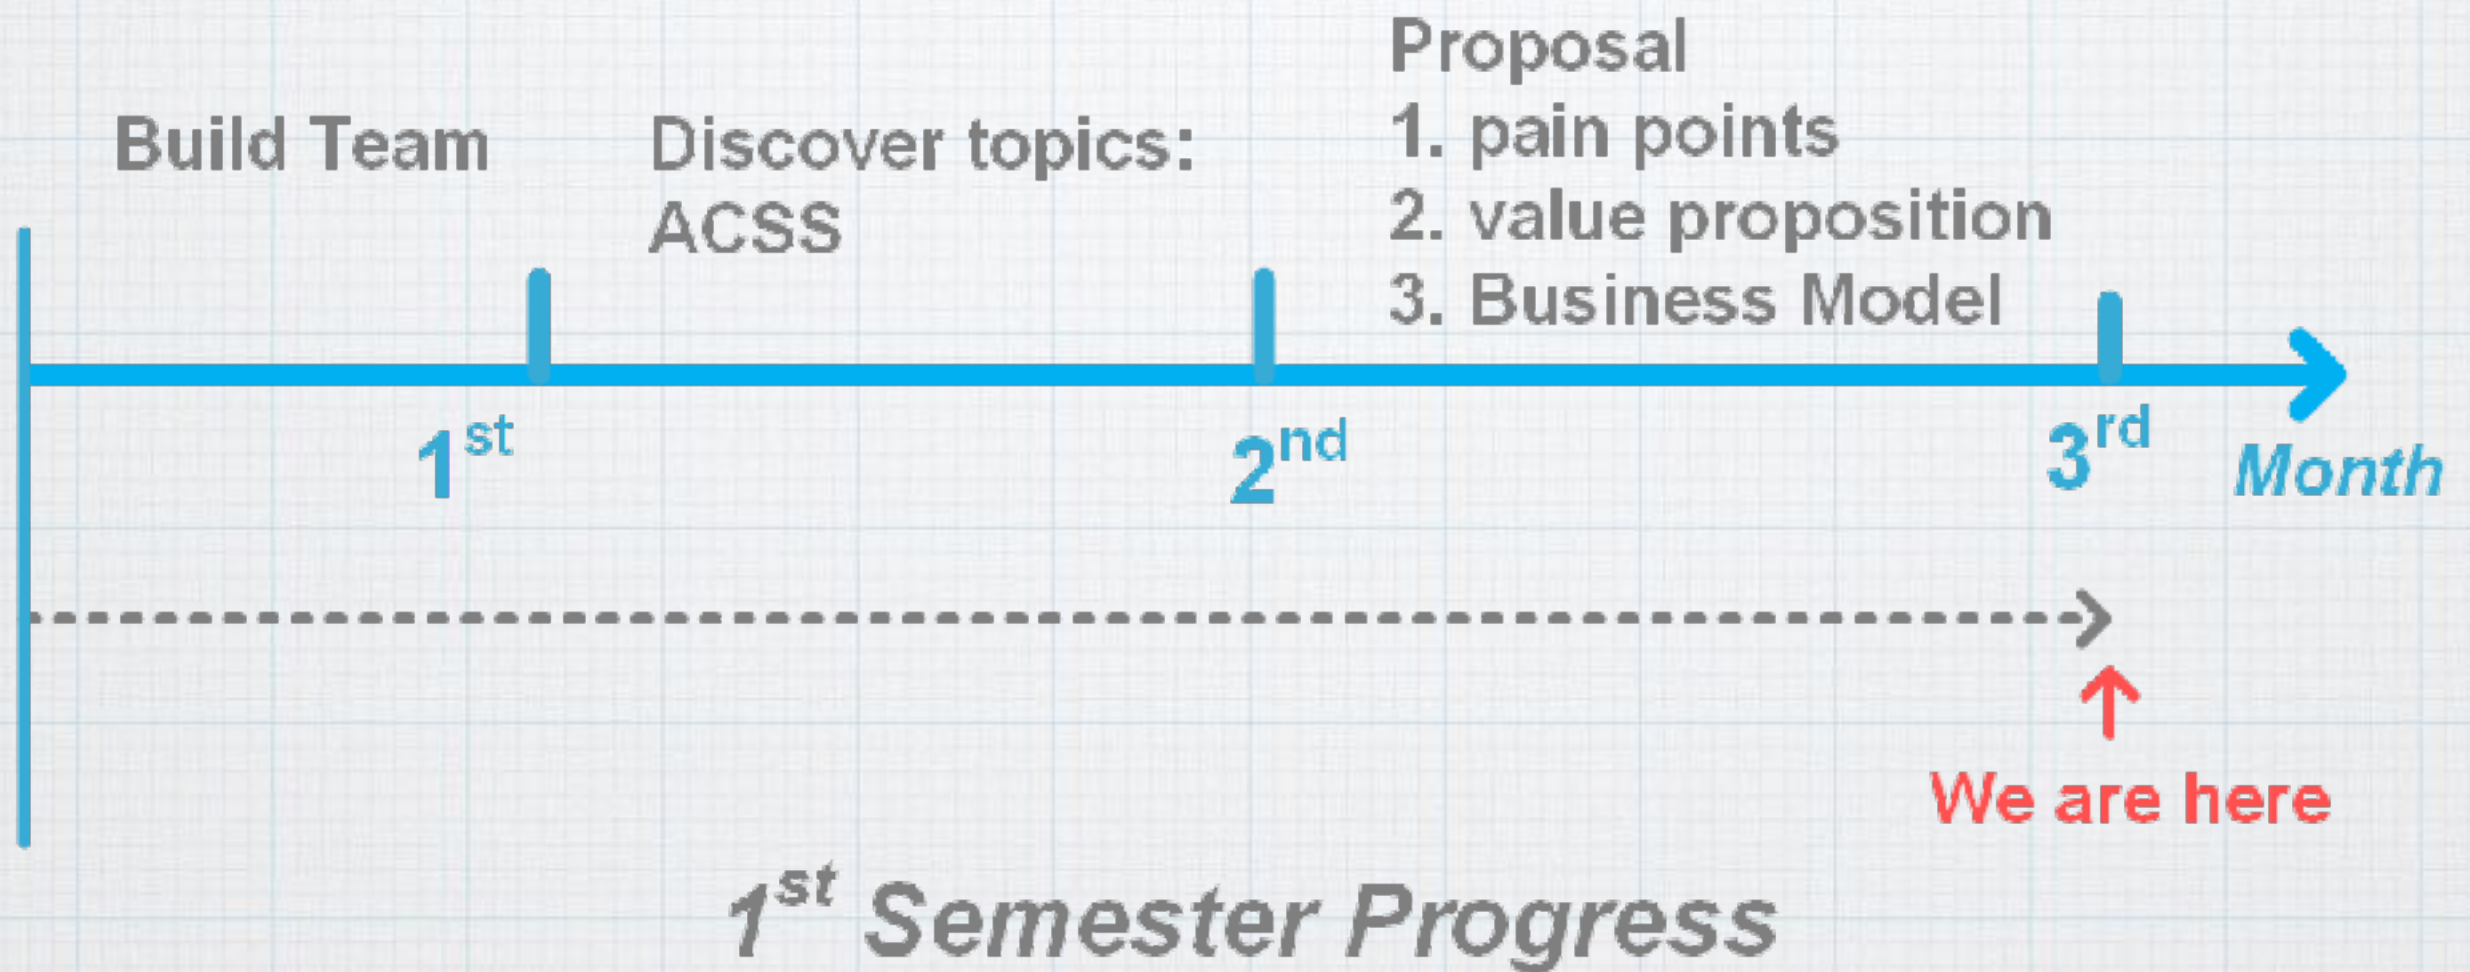 Build Team
Discover topics:
ACSS
Proposal
1. pain points
2. value proposition
3. Business Model
1st
2nd
3rd
Month
We are here
1st Semester Progress